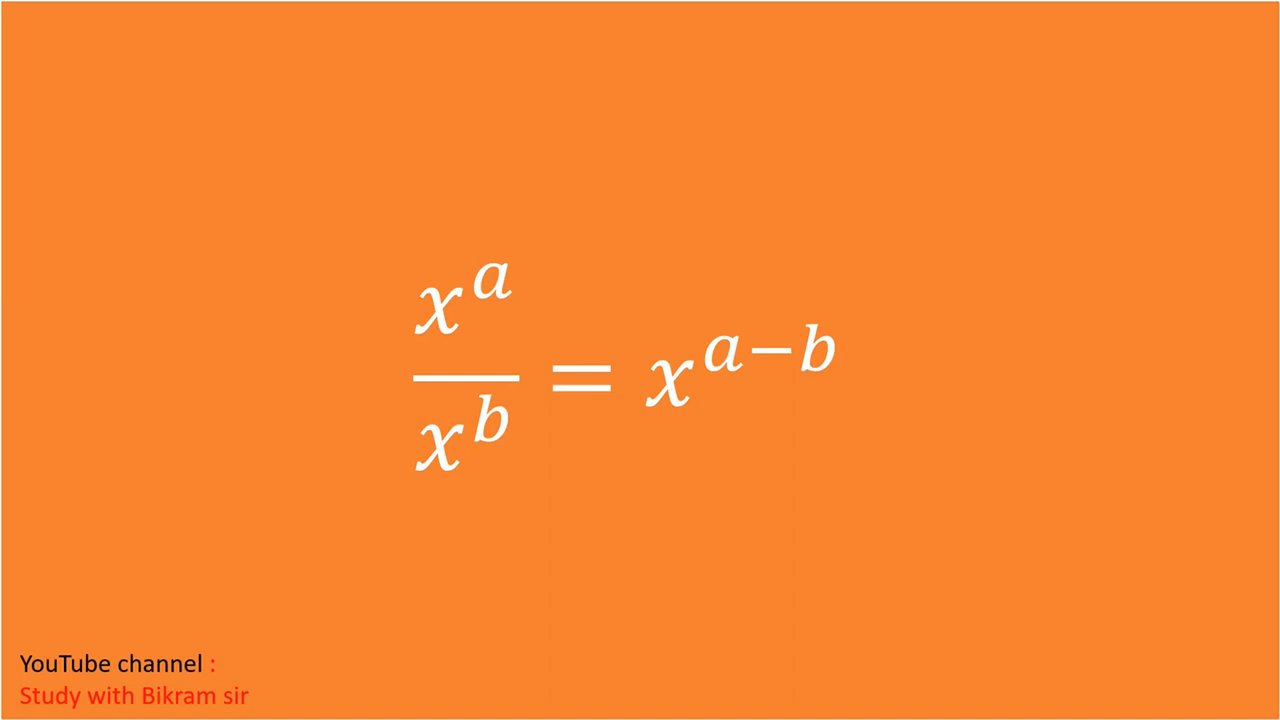 x^a / x^b = x^{a−b}
YouTube channel :
Study with Bikram sir